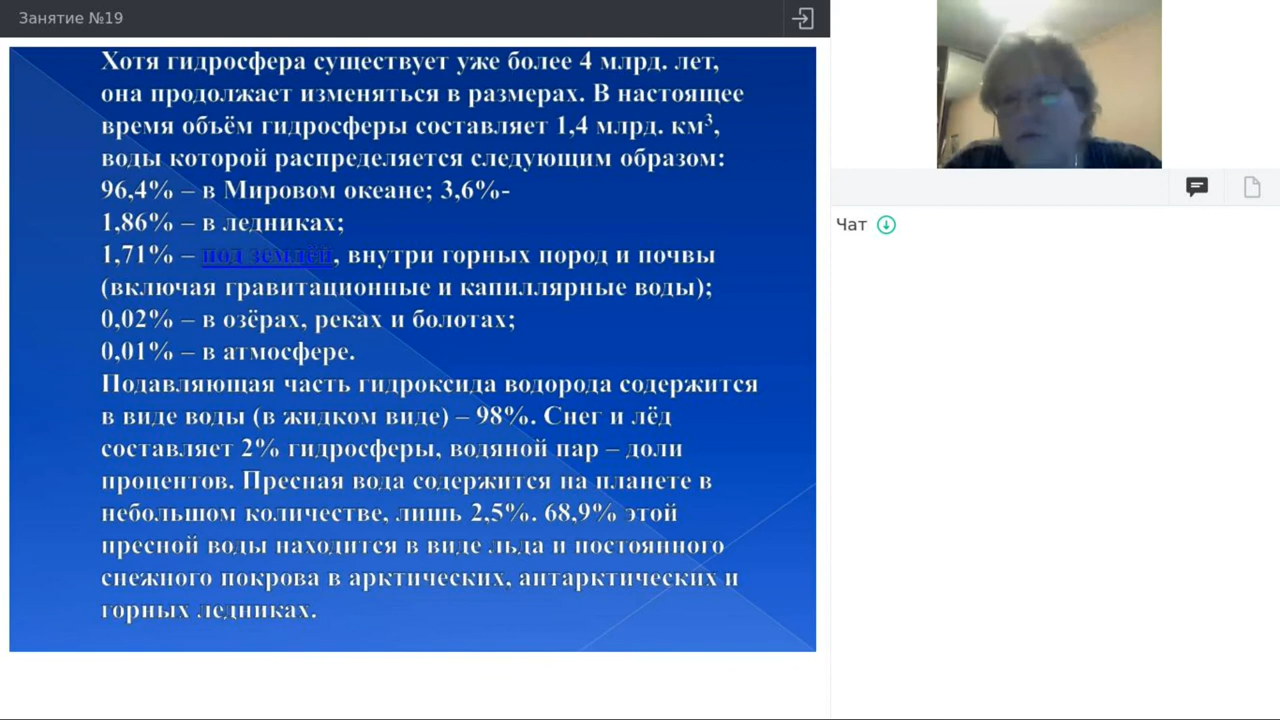 Занятие №19
Хотя гидросфера существует уже более 4 млрд. лет,
она продолжает изменяться в размерах. В настоящее
время объём гидросферы составляет 1,4 млрд. км³,
воды которой распределяется следующим образом:
96,4% – в Мировом океане; 3,6%-
1,86% – в ледниках;
1,71% – под землёй, внутри горных пород и почвы
(включая гравитационные и капиллярные воды);
0,02% – в озёрах, реках и болотах;
0,01% – в атмосфере.
Подавляющая часть гидроксида водорода содержится
в виде воды (в жидком виде) – 98%. Снег и лёд
составляет 2% гидросферы, водяной пар – доли
процентов. Пресная вода содержится на планете в
небольшом количестве, лишь 2,5%. 68,9% этой
пресной воды находится в виде льда и постоянного
снежного покрова в арктических, антарктических и
горных ледниках.
Чат